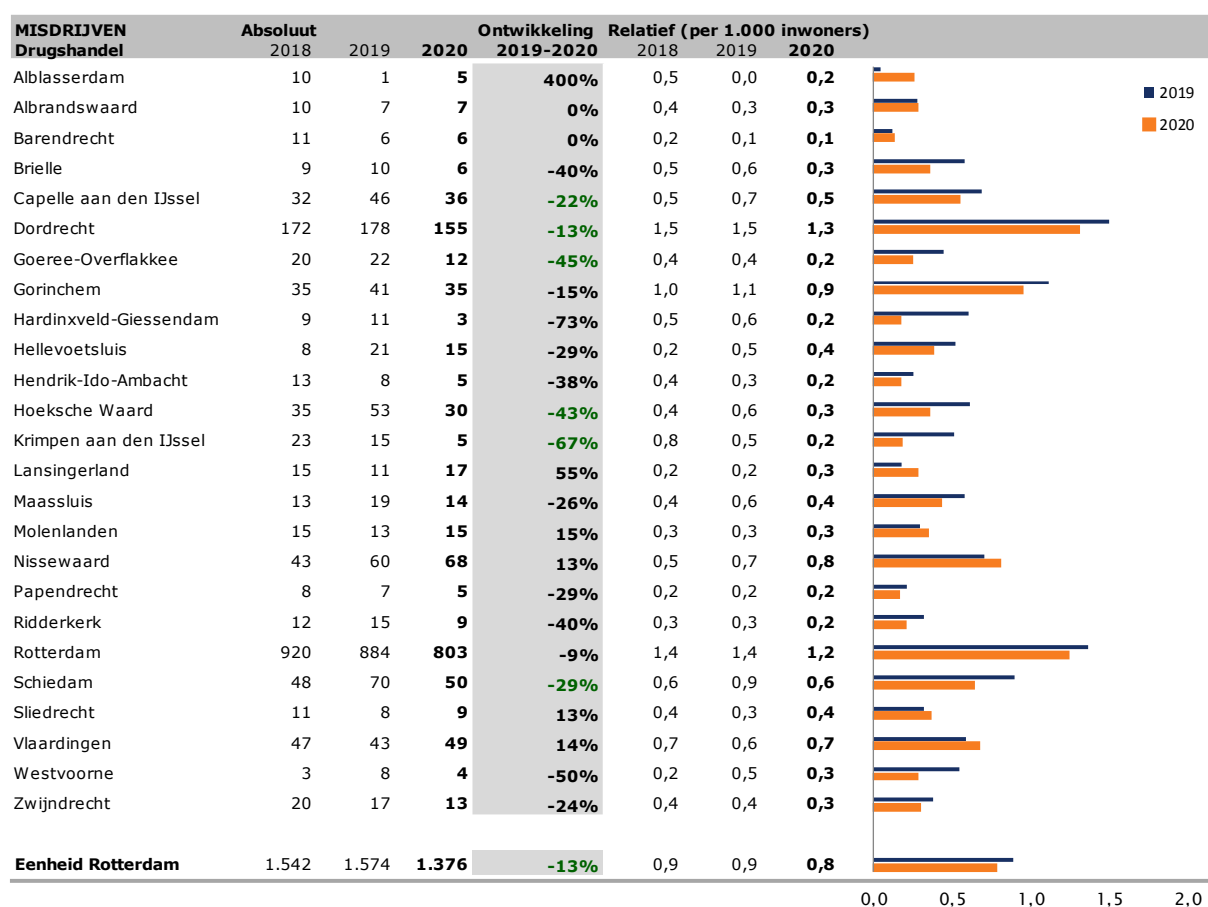 MISDRIJVEN Absoluut Ontwikkeling Relatief (per 1.000 inwoners)
Drugshandel 2018 2019 2020 2019-2020 2018 2019 2020
Alblasserdam 10 1 5 400% 0,5 0,0 0,2
2019
Albrandswaard 10 7 7 0% 0,4 0,3 0,3
2020
Barendrecht 11 6 6 0% 0,2 0,1 0,1
Brielle 9 10 6 -40% 0,5 0,6 0,3
Capelle aan den IJssel 32 46 36 -22% 0,5 0,7 0,5
Dordrecht 172 178 155 -13% 1,5 1,5 1,3
Goeree-Overflakkee 20 22 12 -45% 0,4 0,4 0,2
Gorinchem 35 41 35 -15% 1,0 1,1 0,9
Hardinxveld-Giessendam 9 11 3 -73% 0,5 0,6 0,2
Hellevoetsluis 8 21 15 -29% 0,2 0,5 0,4
Hendrik-Ido-Ambacht 13 8 5 -38% 0,4 0,3 0,2
Hoeksche Waard 35 53 30 -43% 0,4 0,6 0,3
Krimpen aan den IJssel 23 15 5 -67% 0,8 0,5 0,2
Lansingerland 15 11 17 55% 0,2 0,2 0,3
Maassluis 13 19 14 -26% 0,4 0,6 0,4
Molenlanden 15 13 15 15% 0,3 0,3 0,3
Nissewaard 43 60 68 13% 0,5 0,7 0,8
Papendrecht 8 7 5 -29% 0,2 0,2 0,2
Ridderkerk 12 15 9 -40% 0,3 0,3 0,2
Rotterdam 920 884 803 -9% 1,4 1,4 1,2
Schiedam 48 70 50 -29% 0,6 0,9 0,6
Sliedrecht 11 8 9 13% 0,4 0,3 0,4
Vlaardingen 47 43 49 14% 0,7 0,6 0,7
Westvoorne 3 8 4 -50% 0,2 0,5 0,3
Zwijndrecht 20 17 13 -24% 0,4 0,4 0,3
Eenheid Rotterdam 1.542 1.574 1.376 -13% 0,9 0,9 0,8
0,0 0,5 1,0 1,5 2,0